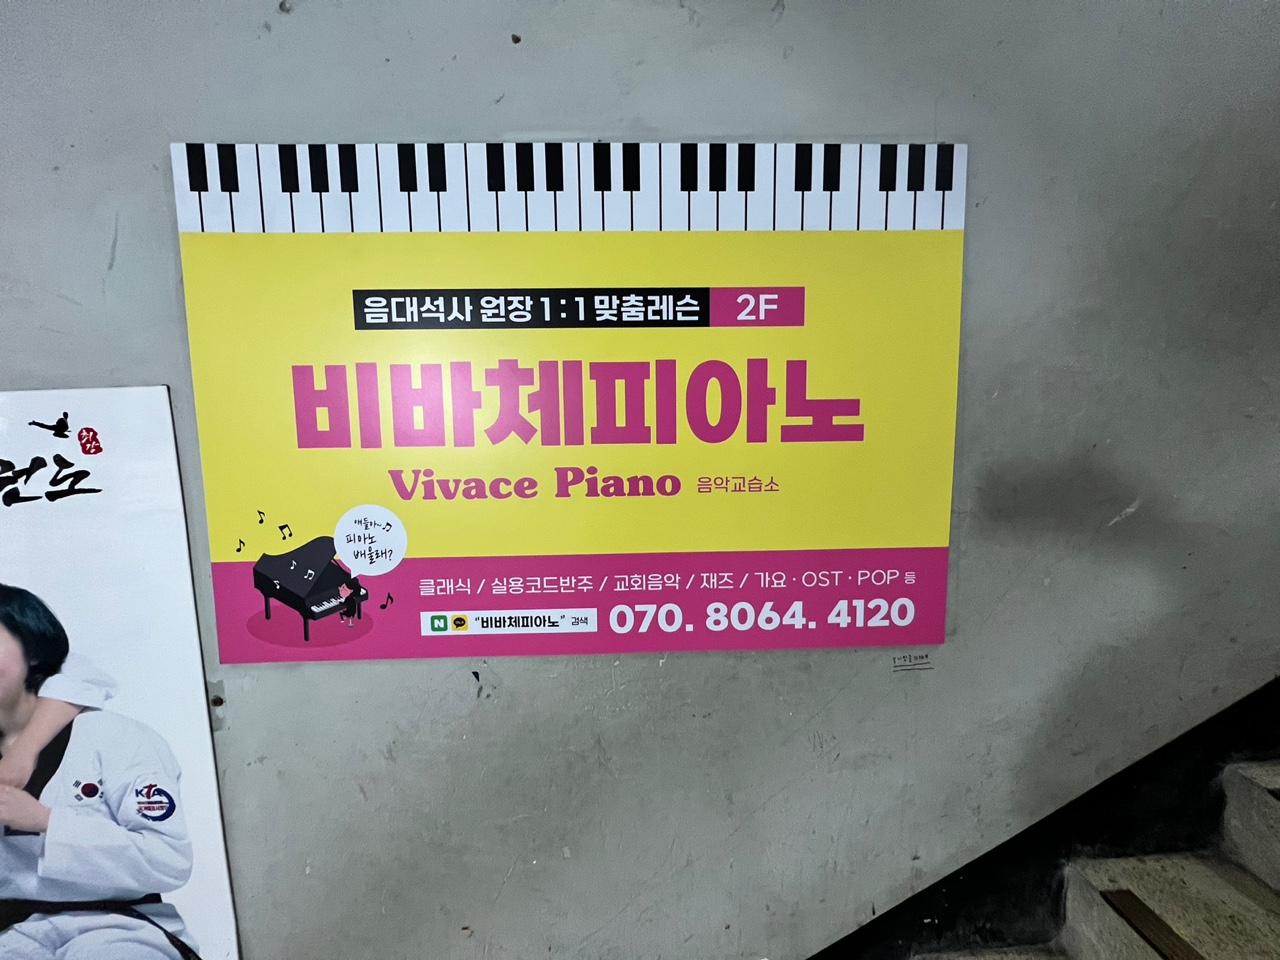 음대석사 원장 1:1 맞춤레슨 2F
비바체피아노
Vivace Piano 음악교습소
얘들아~
피아노
배울래?
클래식 / 실용코드반주 / 교회음악 / 재즈 / 가요 · OST · POP 등
N TALK "비바체피아노" 검색 070. 8064. 4120
KTA